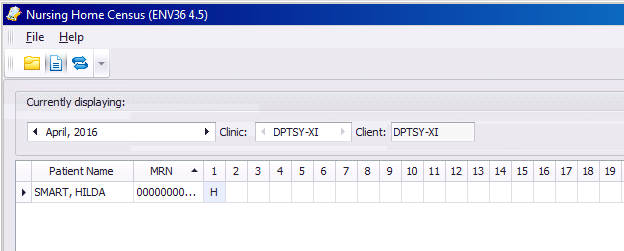 Nursing Home Census (ENV36 4.5)
File Help
Currently displaying:
April, 2016 Clinic: DPTSY-XI Client: DPTSY-XI
Patient Name MRN 1 2 3 4 5 6 7 8 9 10 11 12 13 14 15 16 17 18 19
SMART, HILDA 00000000... H